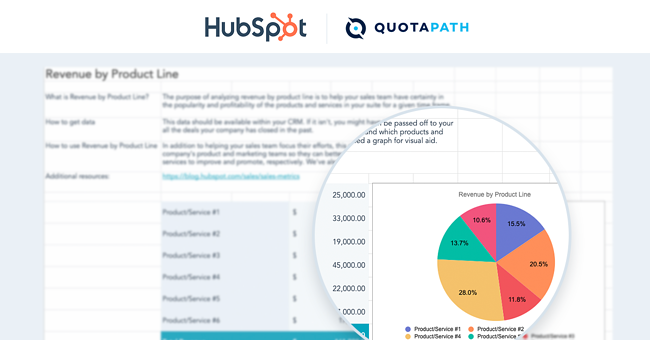 HubSpot
QUOTAPATH
Revenue by Product Line
What is Revenue by Product Line?
The purpose of analyzing revenue by product line is to help your sales team have certainty in
the popularity and profitability of the products and services in your suite for a given time frame.
How to get data
This data should be available within your CRM. If it isn't, you might
be passed off to your
all the deals your company has closed in the past.
and which products and
How to use Revenue by Product Line
In addition to helping your sales team focus their efforts, this
a graph for visual aid.
company's product and marketing teams so they can
services to improve and promote, respectively. We've
Additional resources:
https://blog.hubspot.com/sales/sales-metrics
Revenue by Product Line
25,000.00
Product/Service #1 $
33,000.00
Product/Service #2 $
19,000.00
Product/Service #3 $
45,000.00
Product/Service #4 $
22,000.00
Product/Service #5 $
,000.00
Product/Service #6 $
10.6%
15.5%
13.7%
20.5%
28.0%
11.8%
Product/Service #1 Product/Service #2 Product/Service #3
Product/Service #4 Product/Service